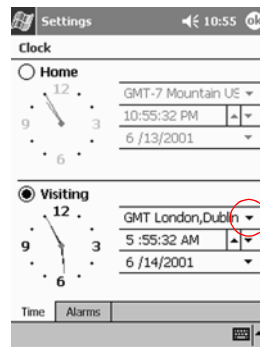 Settings 10:55 ok
Clock
Home
12
3
6
9
GMT-7 Mountain US
10:55:32 PM
6 /13/2001
Visiting
12
3
6
9
GMT London,Dublin
5 :55:32 AM
6 /14/2001
Time Alarms